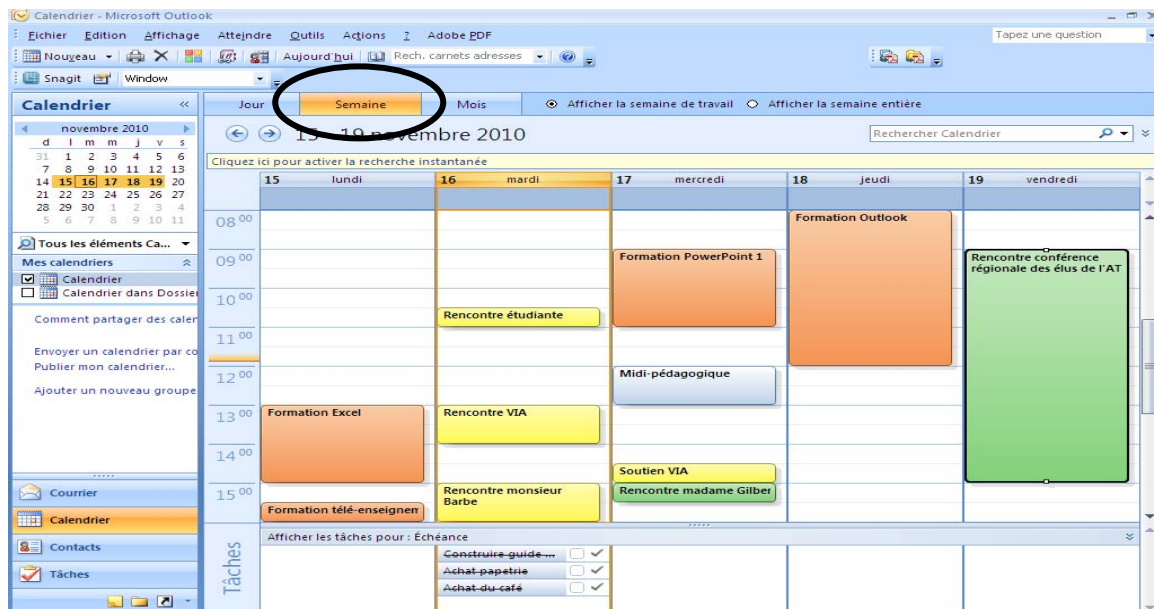 Calendrier - Microsoft Outlook
Fichier Edition Affichage Atteindre Outils Actions ? Adobe PDF
Tapez une question
Nouveau Aujourd'hui Rech. carnets adresses
Snagit Window
Calendrier «
Jour Semaine Mois Afficher la semaine de travail Afficher la semaine entière
novembre 2010
d l m m j v s
31 1 2 3 4 5 6
7 8 9 10 11 12 13
14 15 16 17 18 19 20
21 22 23 24 25 26 27
28 29 30 1 2 3 4
5 6 7 8 9 10 11
15 - 19 novembre 2010
Rechercher Calendrier
Cliquez ici pour activer la recherche instantanée
15 lundi 16 mardi 17 mercredi 18 jeudi 19 vendredi
Tous les éléments Ca...
Mes calendriers
Calendrier
Calendrier dans Dossier
Comment partager des caler
Envoyer un calendrier par co
Publier mon calendrier...
Ajouter un nouveau groupe
08 00
Formation Outlook
09 00
Formation PowerPoint 1
Rencontre conférence
régionale des élus de l'AT
10 00
Rencontre étudiante
11 00
12 00
Midi-pédagogique
13 00
Formation Excel
Rencontre VIA
14 00
Soutien VIA
15 00
Rencontre monsieur
Barbe
Rencontre madame Gilber
Formation télé-enseignem
Courrier
Calendrier
Contacts
Tâches
Tâches
Afficher les tâches pour : Échéance
Construire guide ...
Achat papetrie
Achat du café